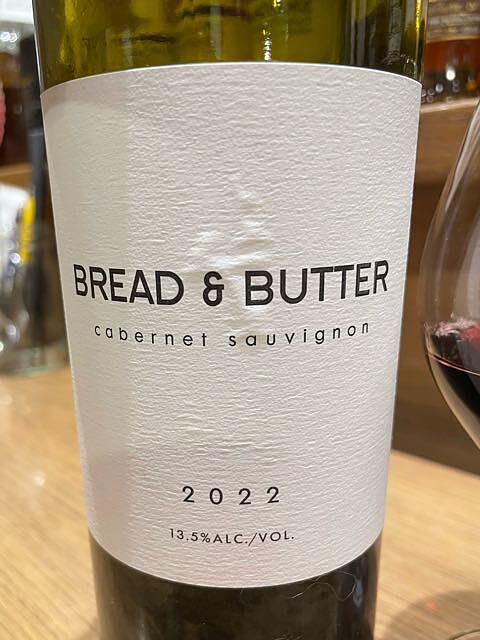 BREAD & BUTTER
cabernet sauvignon
2022
13.5%ALC./VOL.